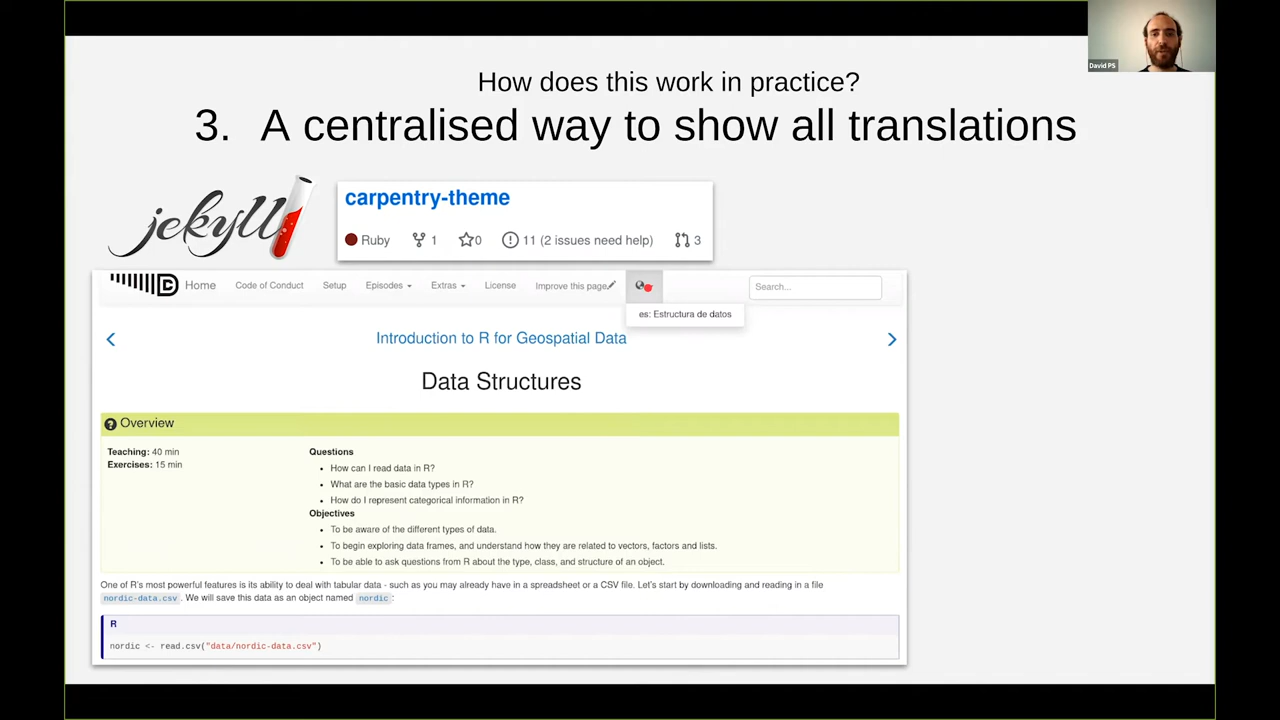 David PS
How does this work in practice?
3. A centralised way to show all translations
jekyll
carpentry-theme
Ruby 1 0 11 (2 issues need help) 3
Home Code of Conduct Setup Episodes Extras License Improve this page Search...
es: Estructura de datos
Introduction to R for Geospatial Data
Data Structures
Overview
Teaching: 40 min
Exercises: 15 min
Questions
How can I read data in R?
What are the basic data types in R?
How do I represent categorical information in R?
Objectives
To be aware of the different types of data.
To begin exploring data frames, and understand how they are related to vectors, factors and lists.
To be able to ask questions from R about the type, class, and structure of an object.
One of R's most powerful features is its ability to deal with tabular data - such as you may already have in a spreadsheet or a CSV file. Let's start by downloading and reading in a file
nordic-data.csv. We will save this data as an object named nordic:
R
nordic <- read.csv("data/nordic-data.csv")